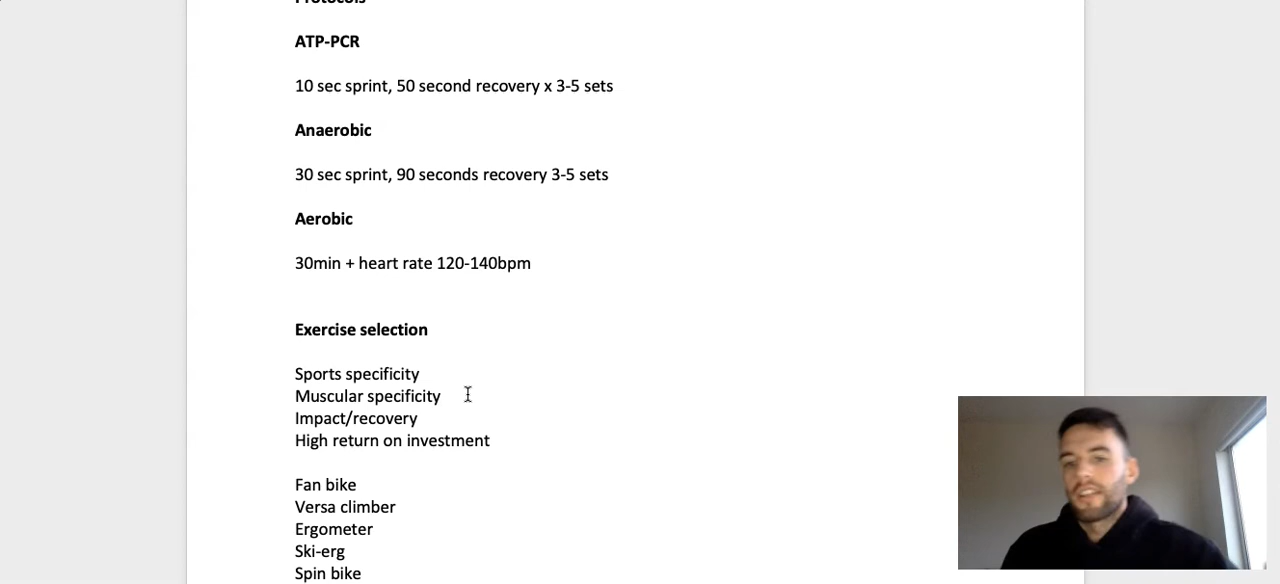 Protocols
ATP-PCR
10 sec sprint, 50 second recovery x 3-5 sets
Anaerobic
30 sec sprint, 90 seconds recovery 3-5 sets
Aerobic
30min + heart rate 120-140bpm
Exercise selection
Sports specificity
Muscular specificity
Impact/recovery
High return on investment
Fan bike
Versa climber
Ergometer
Ski-erg
Spin bike